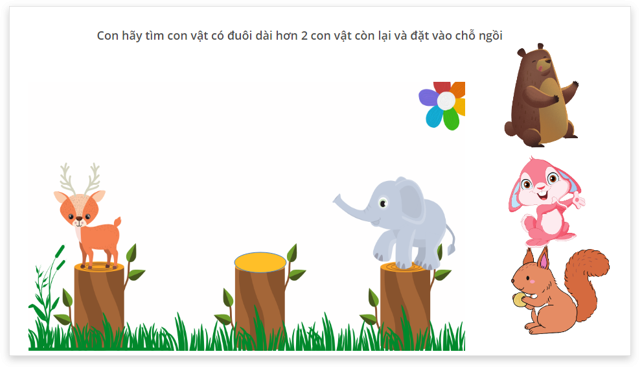 Con hãy tìm con vật có đuôi dài hơn 2 con vật còn lại và đặt vào chỗ ngồi